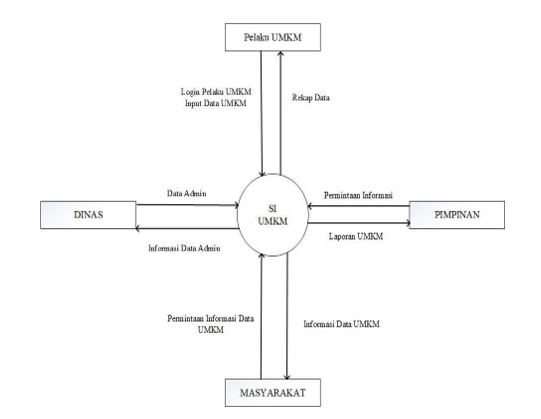 Pelaku UMKM
Login Pelaku UMKM
Input Data UMKM
Rekap Data
Data Admin
Permintaan Informasi
DINAS
SI
UMKM
PIMPINAN
Informasi Data Admin
Laporan UMKM
Permintaan Informasi Data
UMKM
Informasi Data UMKM
MASYARAKAT